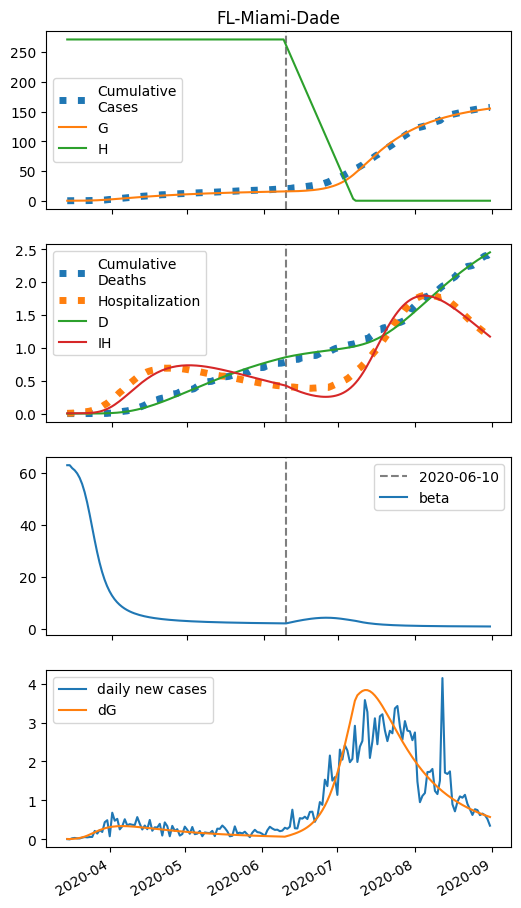 FL-Miami-Dade
250
200
150
100
50
0
Cumulative
Cases
G
H
2.5
2.0
1.5
1.0
0.5
0.0
Cumulative
Deaths
Hospitalization
D
IH
60
40
20
0
2020-06-10
beta
4
3
2
1
0
daily new cases
dG
2020-04
2020-05
2020-06
2020-07
2020-08
2020-09